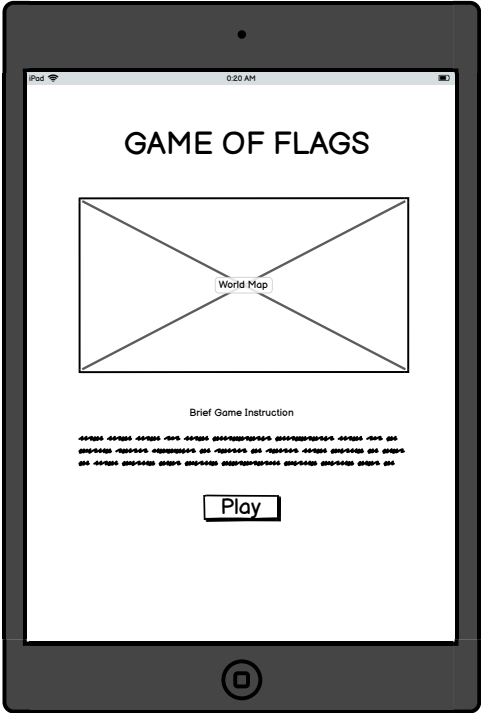 iPad 0:20 AM
GAME OF FLAGS
World Map
Brief Game Instruction
Play